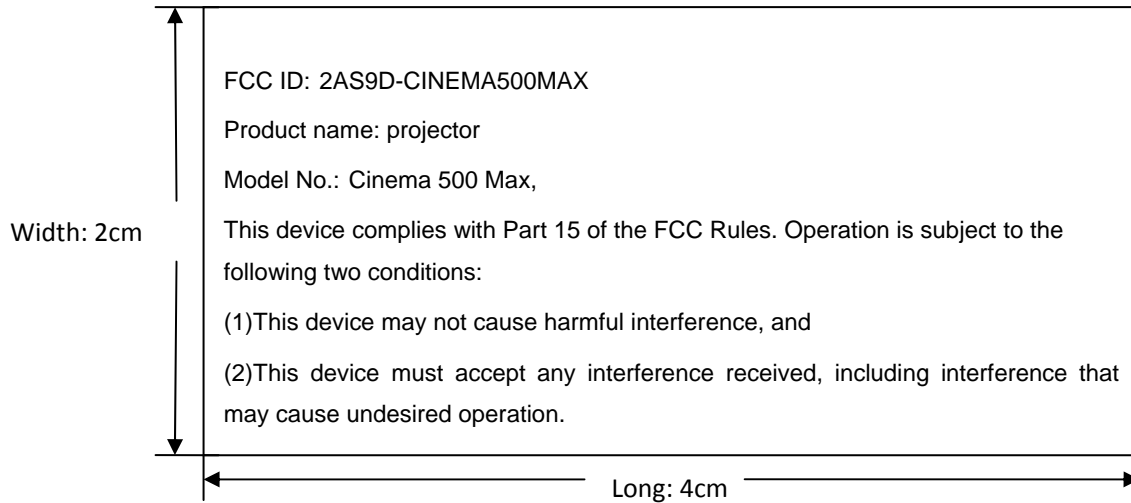 FCC ID: 2AS9D-CINEMA500MAX
Product name: projector
Model No.: Cinema 500 Max,
Width: 2cm
This device complies with Part 15 of the FCC Rules. Operation is subject to the
following two conditions:
(1)This device may not cause harmful interference, and
(2)This device must accept any interference received, including interference that
may cause undesired operation.
Long: 4cm